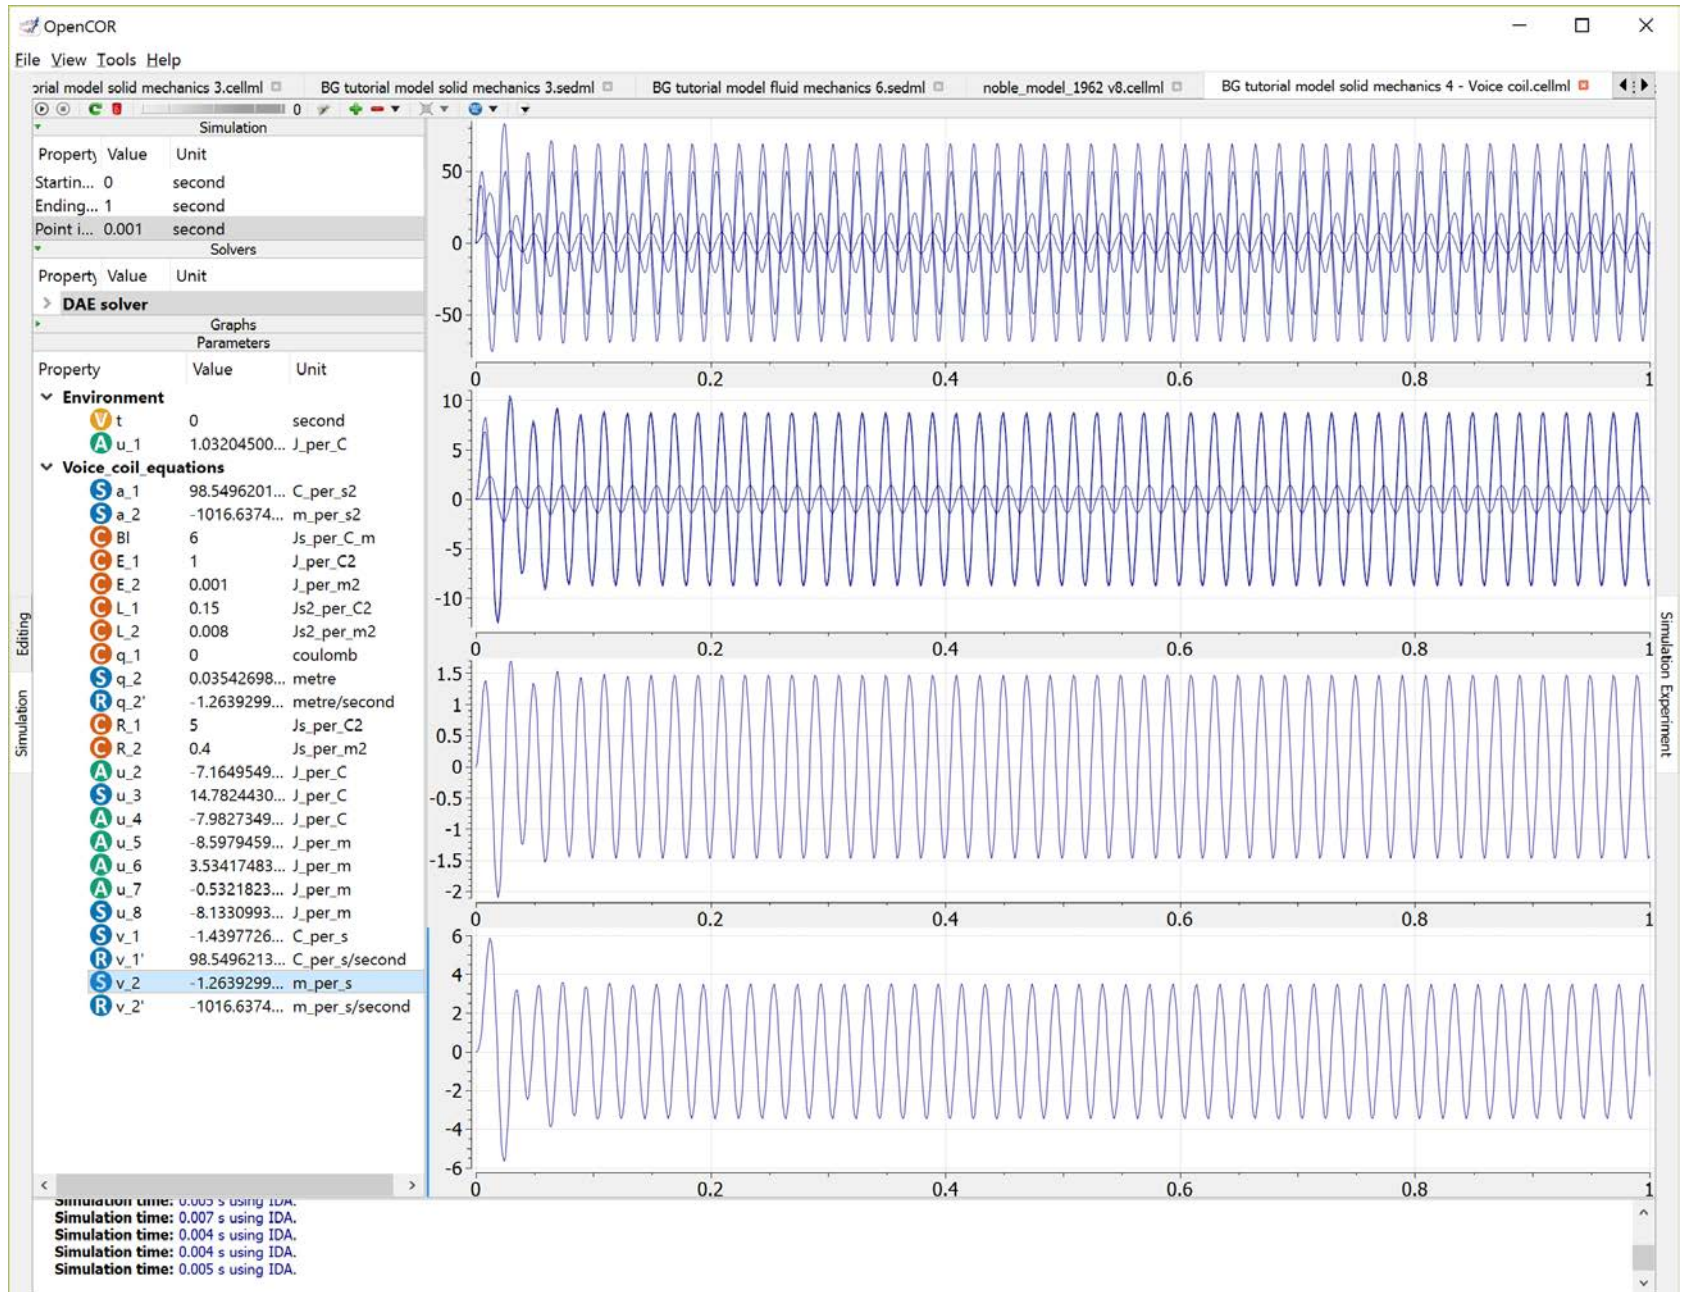 OpenCOR
File View Tools Help
orial model solid mechanics 3.cellml BG tutorial model solid mechanics 3.sedml BG tutorial model fluid mechanics 6.sedml noble_model_1962 v8.cellml BG tutorial model solid mechanics 4 - Voice coil.cellml
0
Simulation
Property Value Unit
Startin... 0 second
Ending... 1 second
Point i... 0.001 second
Solvers
Property Value Unit
DAE solver
Graphs
Parameters
Property Value Unit
Environment
V t 0 second
A u_1 1.03204500... J_per_C
Voice_coil_equations
S a_1 98.5496201... C_per_s2
S a_2 -1016.6374... m_per_s2
C Bl 6 Js_per_C_m
C E_1 1 J_per_C2
C E_2 0.001 J_per_m2
C L_1 0.15 Js2_per_C2
C L_2 0.008 Js2_per_m2
C q_1 0 coulomb
S q_2 0.03542698... metre
R q_2' -1.2639299... metre/second
C R_1 5 Js_per_C2
C R_2 0.4 Js_per_m2
A u_2 -7.1649549... J_per_C
S u_3 14.7824430... J_per_C
A u_4 -7.9827349... J_per_C
A u_5 -8.5979459... J_per_m
A u_6 3.53417483... J_per_m
A u_7 -0.5321823... J_per_m
S u_8 -8.1330993... J_per_m
S v_1 -1.4397726... C_per_s
R v_1' 98.5496213... C_per_s/second
S v_2 -1.2639299... m_per_s
R v_2' -1016.6374... m_per_s/second
50
0
-50
0 0.2 0.4 0.6 0.8 1
10
5
0
-5
-10
0 0.2 0.4 0.6 0.8 1
1.5
1
0.5
0
-0.5
-1
-1.5
-2
0 0.2 0.4 0.6 0.8 1
6
4
2
0
-2
-4
-6
0 0.2 0.4 0.6 0.8 1
Editing
Simulation
Simulation Experiment
Simulation time: 0.005 s using IDA.
Simulation time: 0.007 s using IDA.
Simulation time: 0.004 s using IDA.
Simulation time: 0.004 s using IDA.
Simulation time: 0.005 s using IDA.